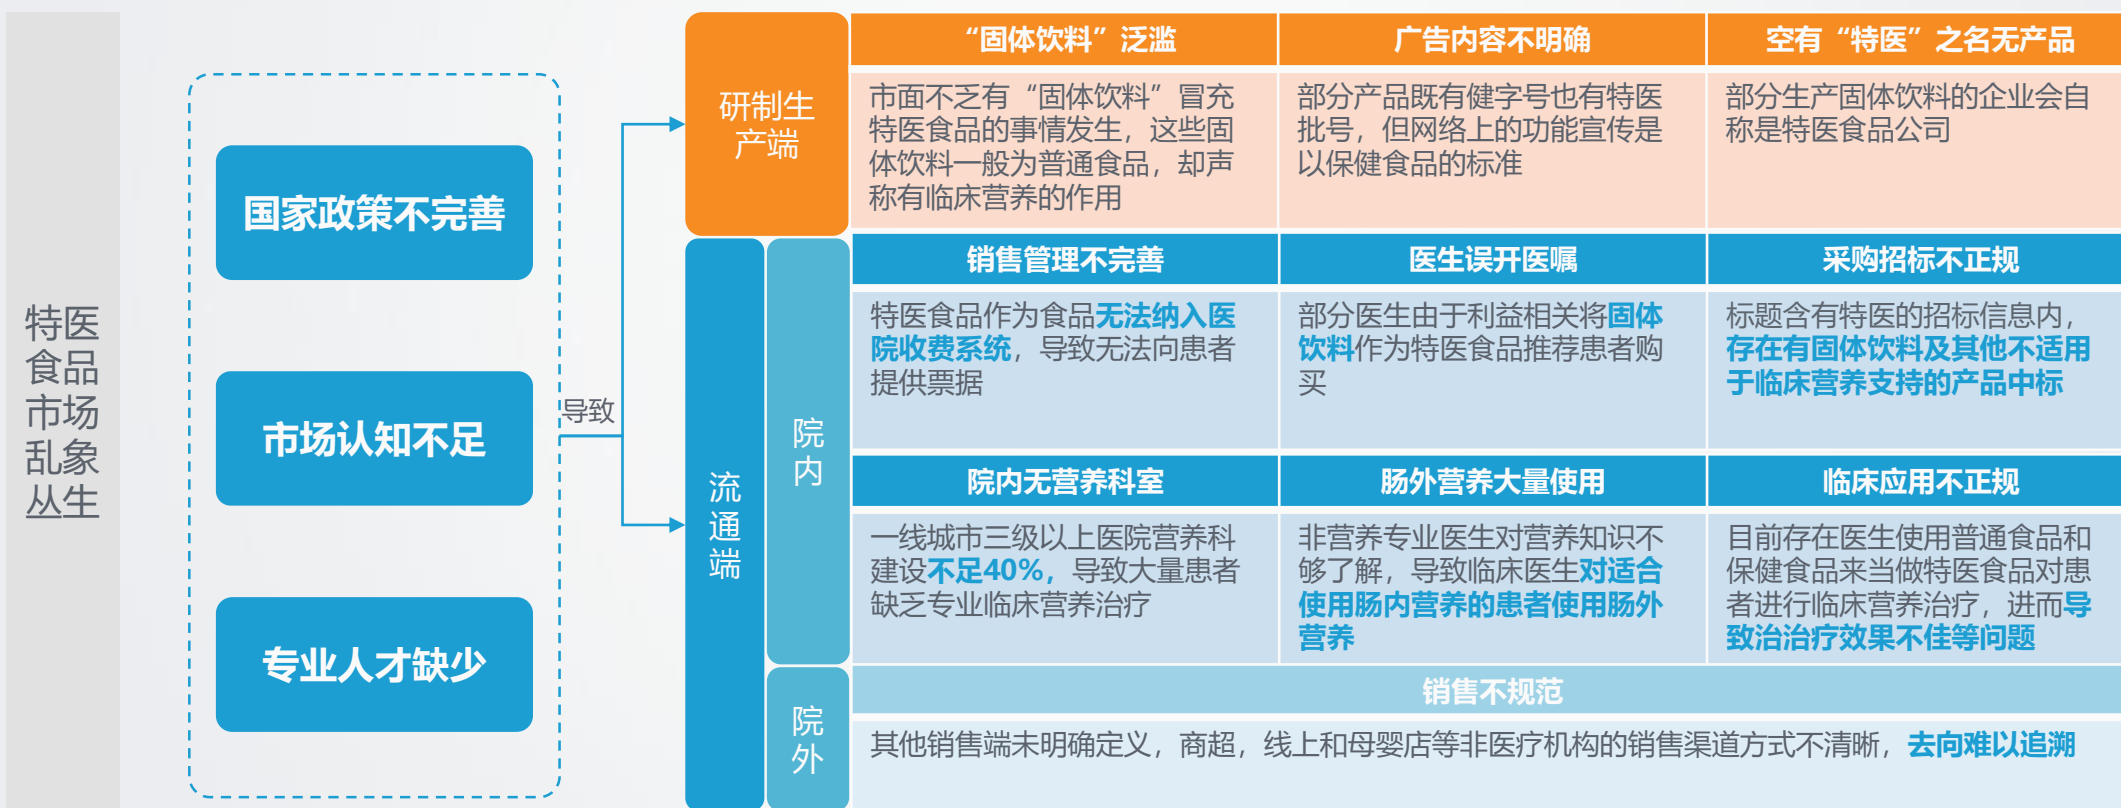 特医
食品
市场
乱象
丛生
国家政策不完善
市场认知不足
专业人才缺少
导致
研制生
产端
“固体饮料”泛滥
广告内容不明确
空有“特医”之名无产品
市面不乏有“固体饮料”冒充
特医食品的事情发生，这些固
体饮料一般为普通食品，却声
称有临床营养的作用
部分产品既有健字号也有特医
批号，但网络上的功能宣传是
以保健食品的标准
部分生产固体饮料的企业会自
称是特医食品公司
流
通
端
院
内
销售管理不完善
医生误开医嘱
采购招标不正规
特医食品作为食品无法纳入医
院收费系统，导致无法向患者
提供票据
部分医生由于利益相关将固体
饮料作为特医食品推荐患者购
买
标题含有特医的招标信息内，
存在有固体饮料及其他不适用
于临床营养支持的产品中标
院内无营养科室
肠外营养大量使用
临床应用不正规
一线城市三级以上医院营养科
建设不足40%，导致大量患者
缺乏专业临床营养治疗
非营养专业医生对营养知识不
够了解，导致临床医生对适合
使用肠内营养的患者使用肠外
营养
目前存在医生使用普通食品和
保健食品来当做特医食品对患
者进行临床营养治疗，进而导
致治治疗效果不佳等问题
院
外
销售不规范
其他销售端未明确定义，商超，线上和母婴店等非医疗机构的销售渠道方式不清晰，去向难以追溯